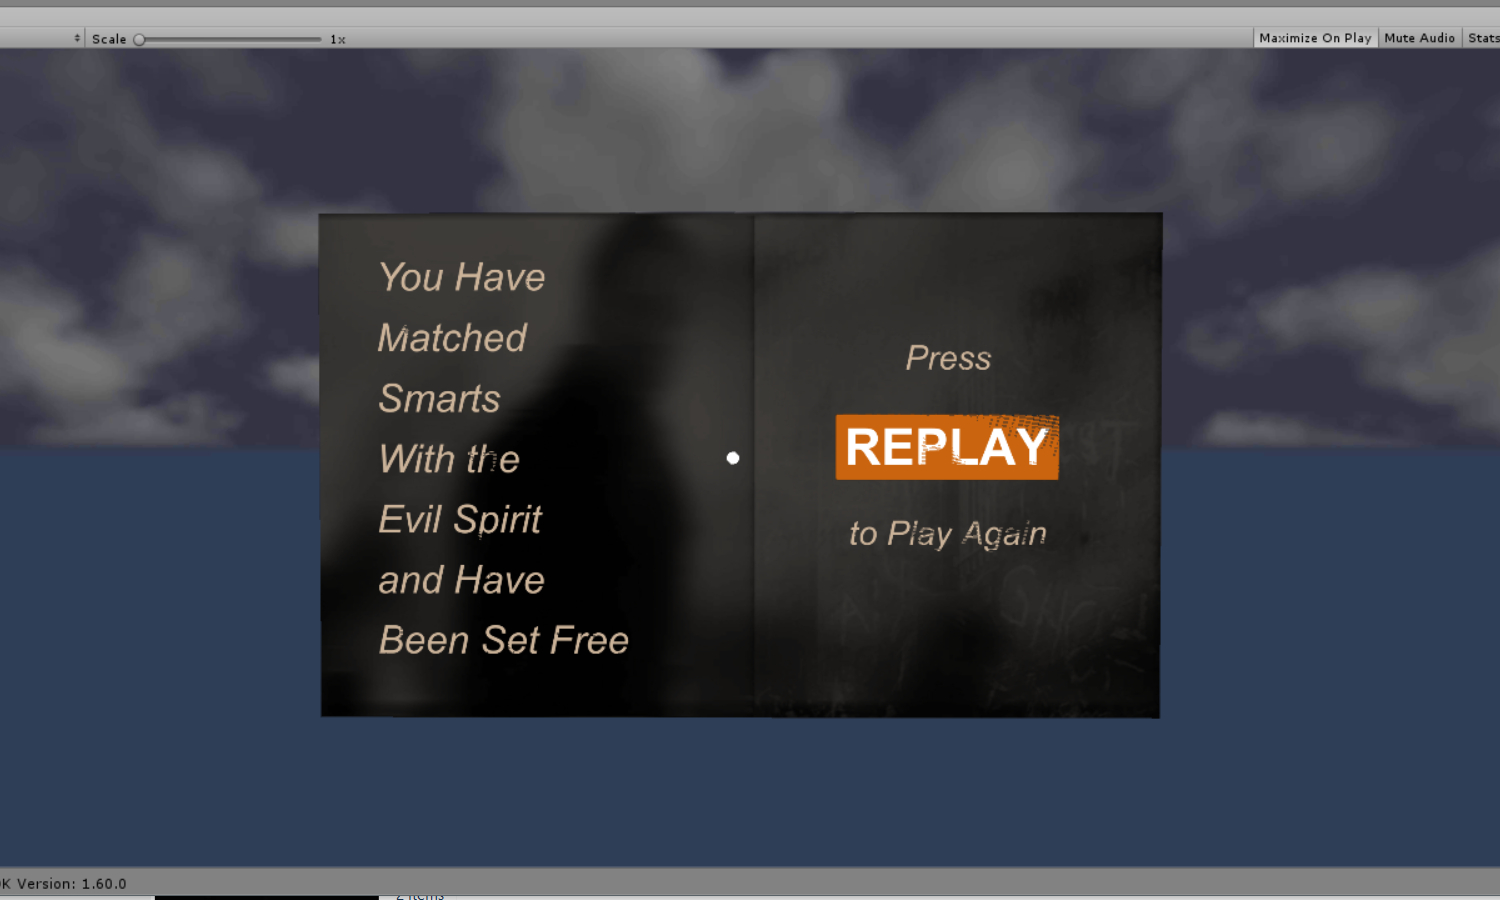 Scale 1x Maximize On Play Mute Audio Stats
You Have
Matched
Smarts
With the
Evil Spirit
and Have
Been Set Free
Press
REPLAY
to Play Again
K Version: 1.60.0